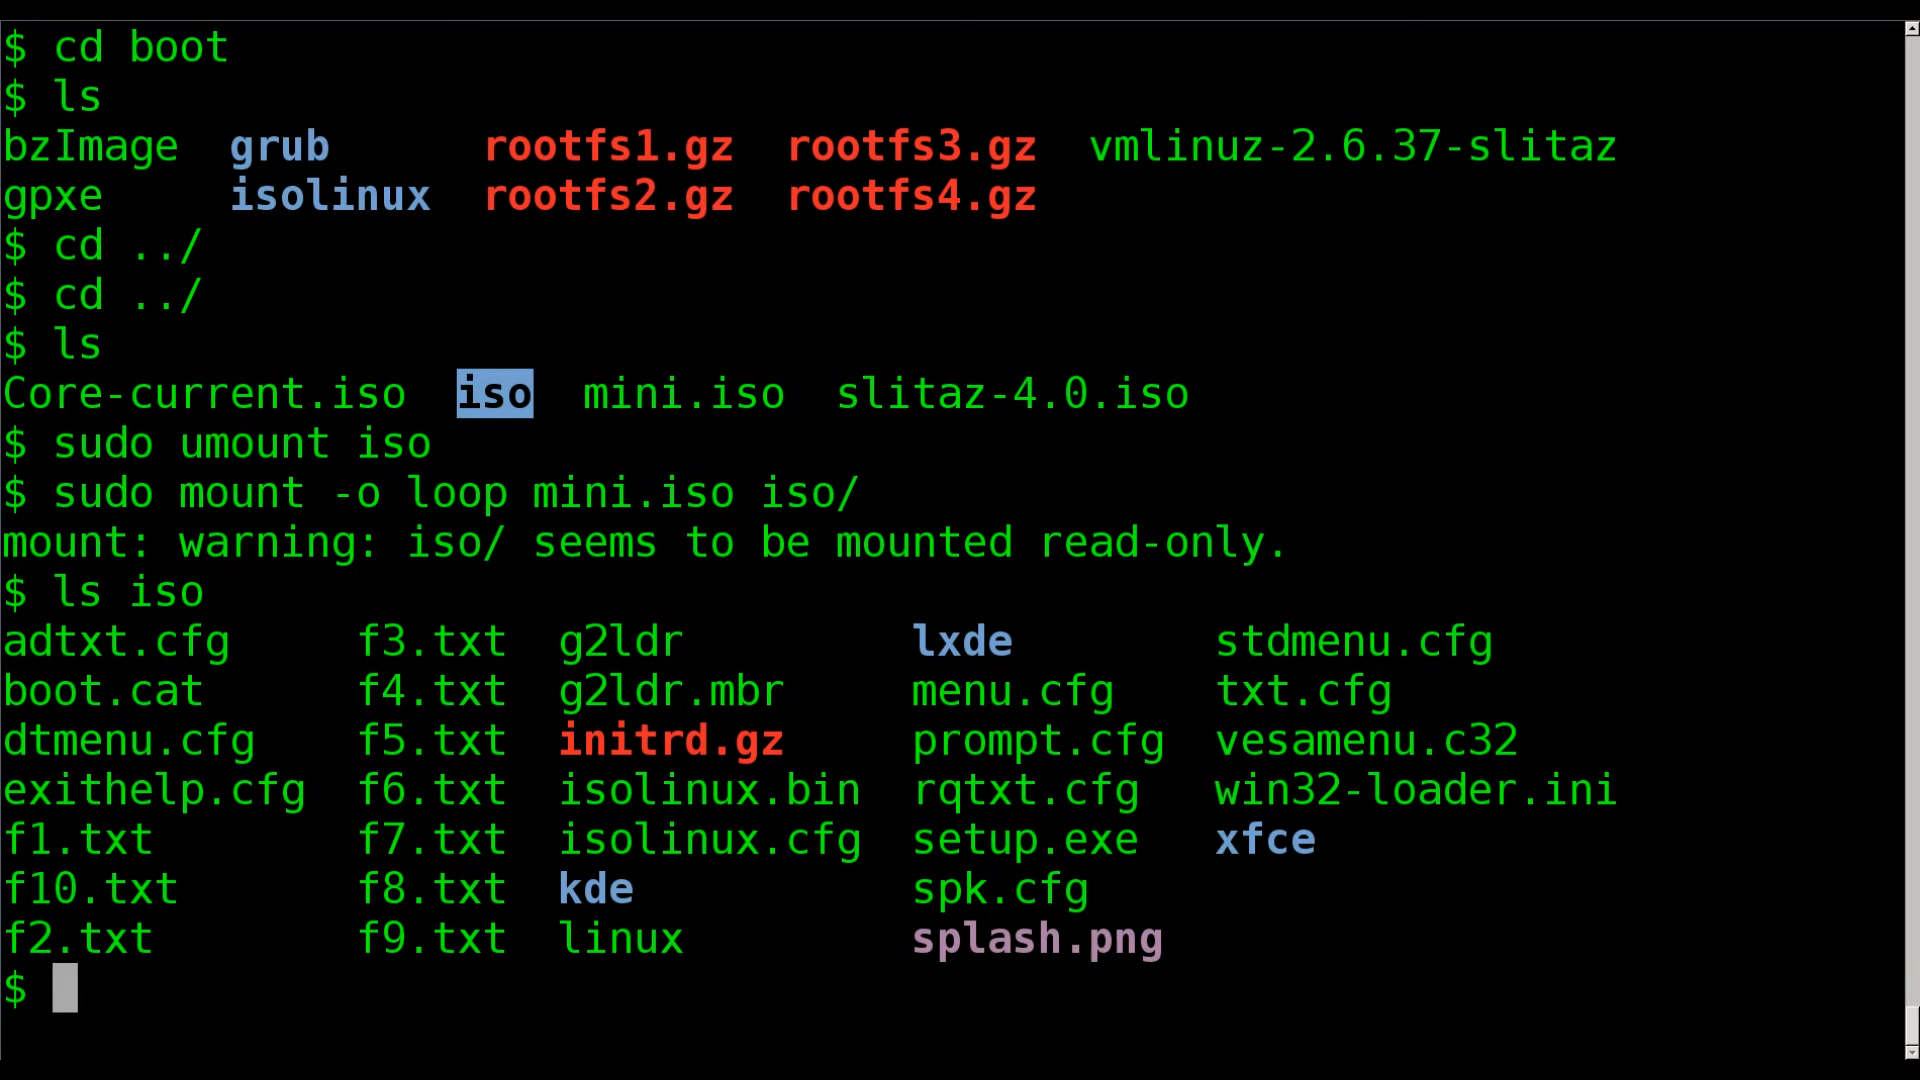 $ cd boot
$ ls
bzImage  grub      rootfs1.gz  rootfs3.gz  vmlinuz-2.6.37-slitaz
gpxe     isolinux  rootfs2.gz  rootfs4.gz
$ cd ../
$ cd ../
$ ls
Core-current.iso  iso  mini.iso  slitaz-4.0.iso
$ sudo umount iso
$ sudo mount -o loop mini.iso iso/
mount: warning: iso/ seems to be mounted read-only.
$ ls iso
adtxt.cfg     f3.txt  g2ldr         lxde        stdmenu.cfg
boot.cat      f4.txt  g2ldr.mbr     menu.cfg    txt.cfg
dtmenu.cfg    f5.txt  initrd.gz     prompt.cfg  vesamenu.c32
exithelp.cfg  f6.txt  isolinux.bin  rqtxt.cfg   win32-loader.ini
f1.txt        f7.txt  isolinux.cfg  setup.exe   xfce
f10.txt       f8.txt  kde           spk.cfg
f2.txt        f9.txt  linux         splash.png
$